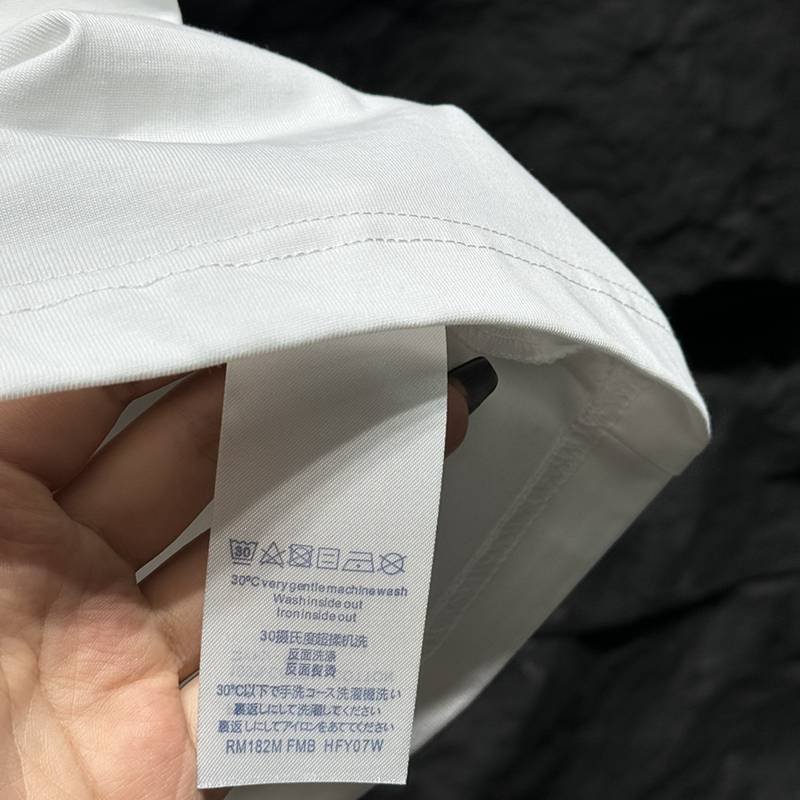 30
30°C very gentle machine wash
Wash inside out
Iron inside out
30摄氏度超揉机洗
反面洗涤
反面熨烫
30℃以下で手洗コース洗濯機洗い
裏返しにして洗濯してください
裏返しにしてアイロンをあててください
RM182M FMB HFY07W